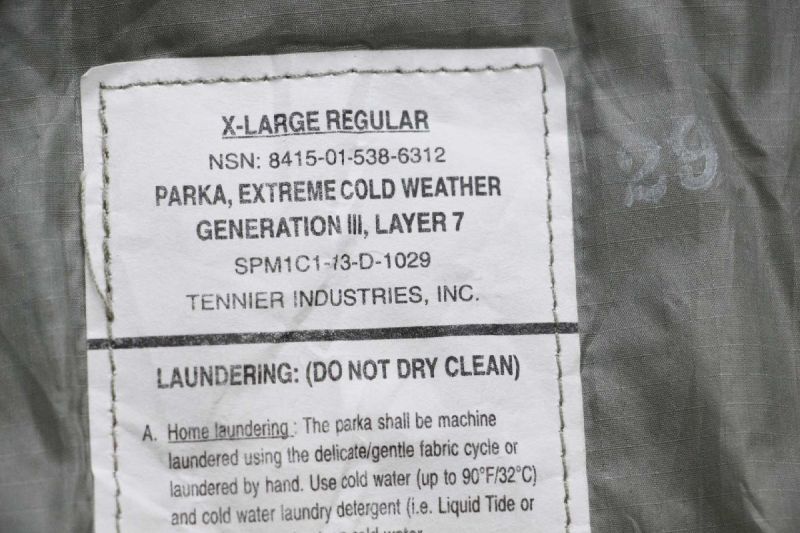 X-LARGE REGULAR
NSN: 8415-01-538-6312
PARKA, EXTREME COLD WEATHER
GENERATION III, LAYER 7
SPM1C1-13-D-1029
TENNIER INDUSTRIES, INC.
LAUNDERING: (DO NOT DRY CLEAN)
A. Home laundering : The parka shall be machine
laundered using the delicate/gentle fabric cycle or
laundered by hand. Use cold water (up to 90°F/32°C)
and cold water laundry detergent (i.e. Liquid Tide or
cold water
29